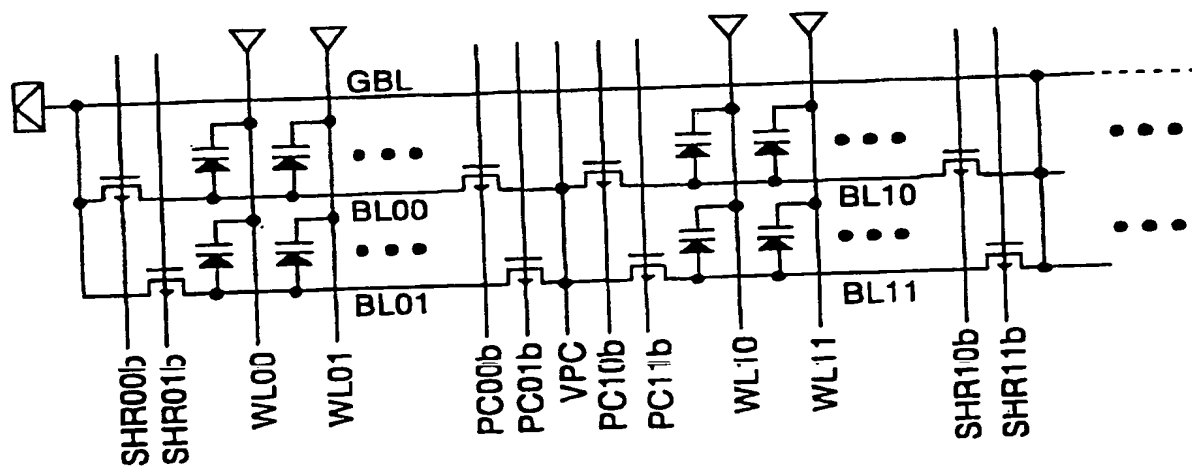 GBL
BL00
BL10
BL01
BL11
SHR00b
SHR01b
WL00
WL01
PC00b
PC01b
VPC
PC10b
PC11b
WL10
WL11
SHR10b
SHR11b